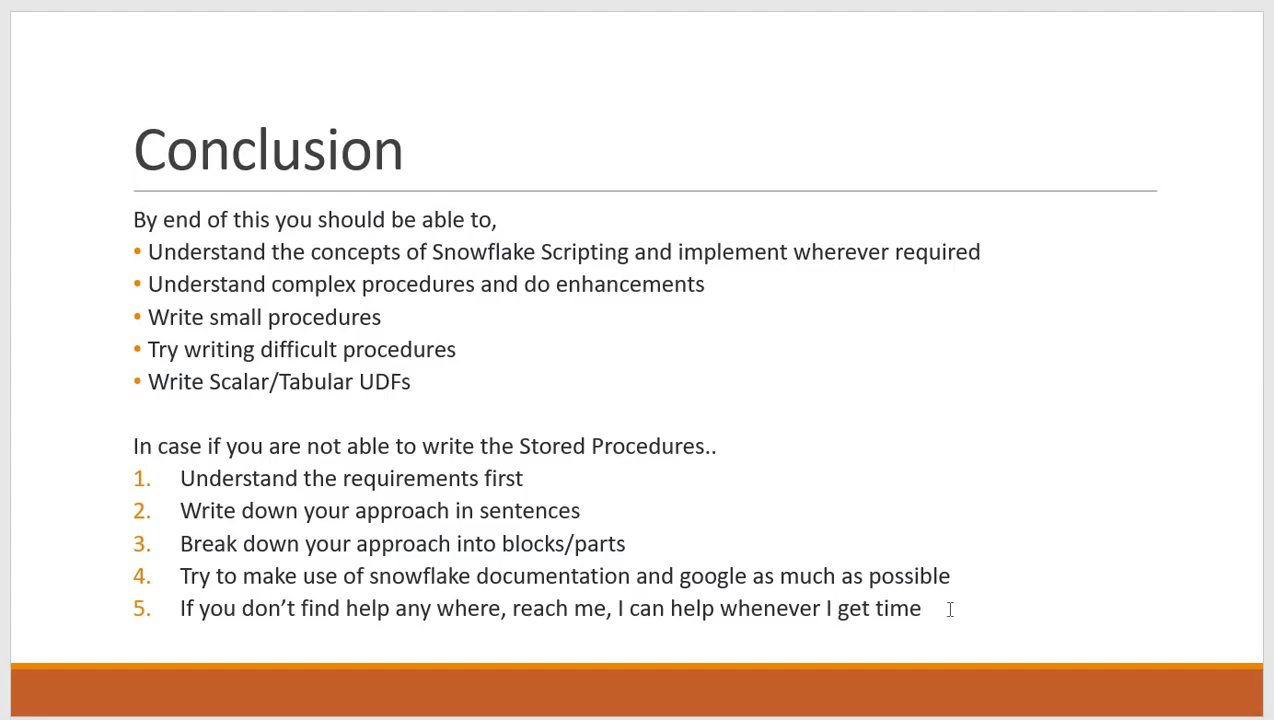 Conclusion
By end of this you should be able to,
• Understand the concepts of Snowflake Scripting and implement wherever required
• Understand complex procedures and do enhancements
• Write small procedures
• Try writing difficult procedures
• Write Scalar/Tabular UDFs
In case if you are not able to write the Stored Procedures..
1. Understand the requirements first
2. Write down your approach in sentences
3. Break down your approach into blocks/parts
4. Try to make use of snowflake documentation and google as much as possible
5. If you don’t find help any where, reach me, I can help whenever I get time